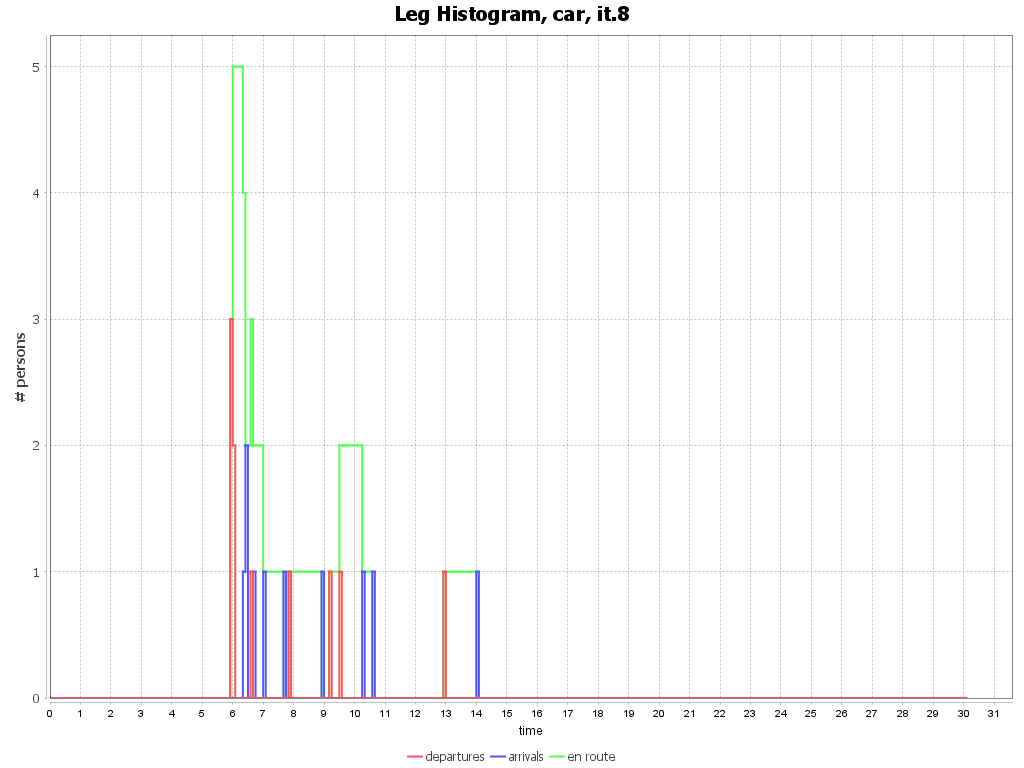 Leg Histogram, car, it.8
# persons
5
4
3
2
1
0
0 1 2 3 4 5 6 7 8 9 10 11 12 13 14 15 16 17 18 19 20 21 22 23 24 25 26 27 28 29 30 31
time
departures arrivals en route